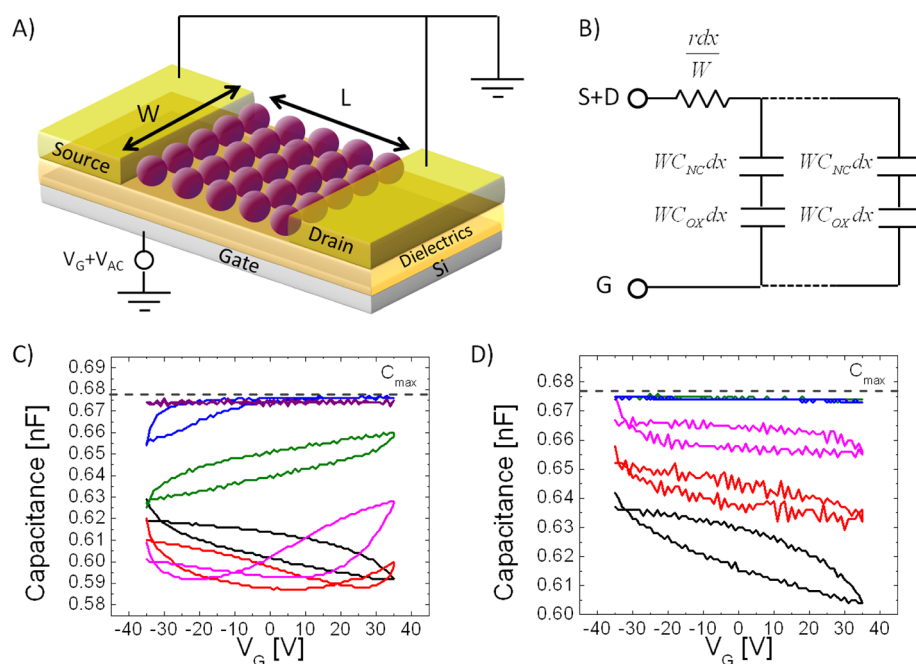 A)
W
L
Source
Drain
Dielectrics
Gate
Si
V_G+V_AC
B)
rdx
W
S+D
WC_NC dx WC_NC dx
WC_OX dx WC_OX dx
G
C)
0.69
0.68
0.67
0.66
0.65
0.63
0.62
0.61
0.60
0.59
0.58
C_max
Capacitance [nF]
-40 -30 -20 -10 0 10 20 30 40
V_G [V]
D)
0.68
0.67
0.66
0.65
0.64
0.63
0.62
0.61
0.60
C_max
Capacitance [nF]
-40 -30 -20 -10 0 10 20 30 40
V_G [V]